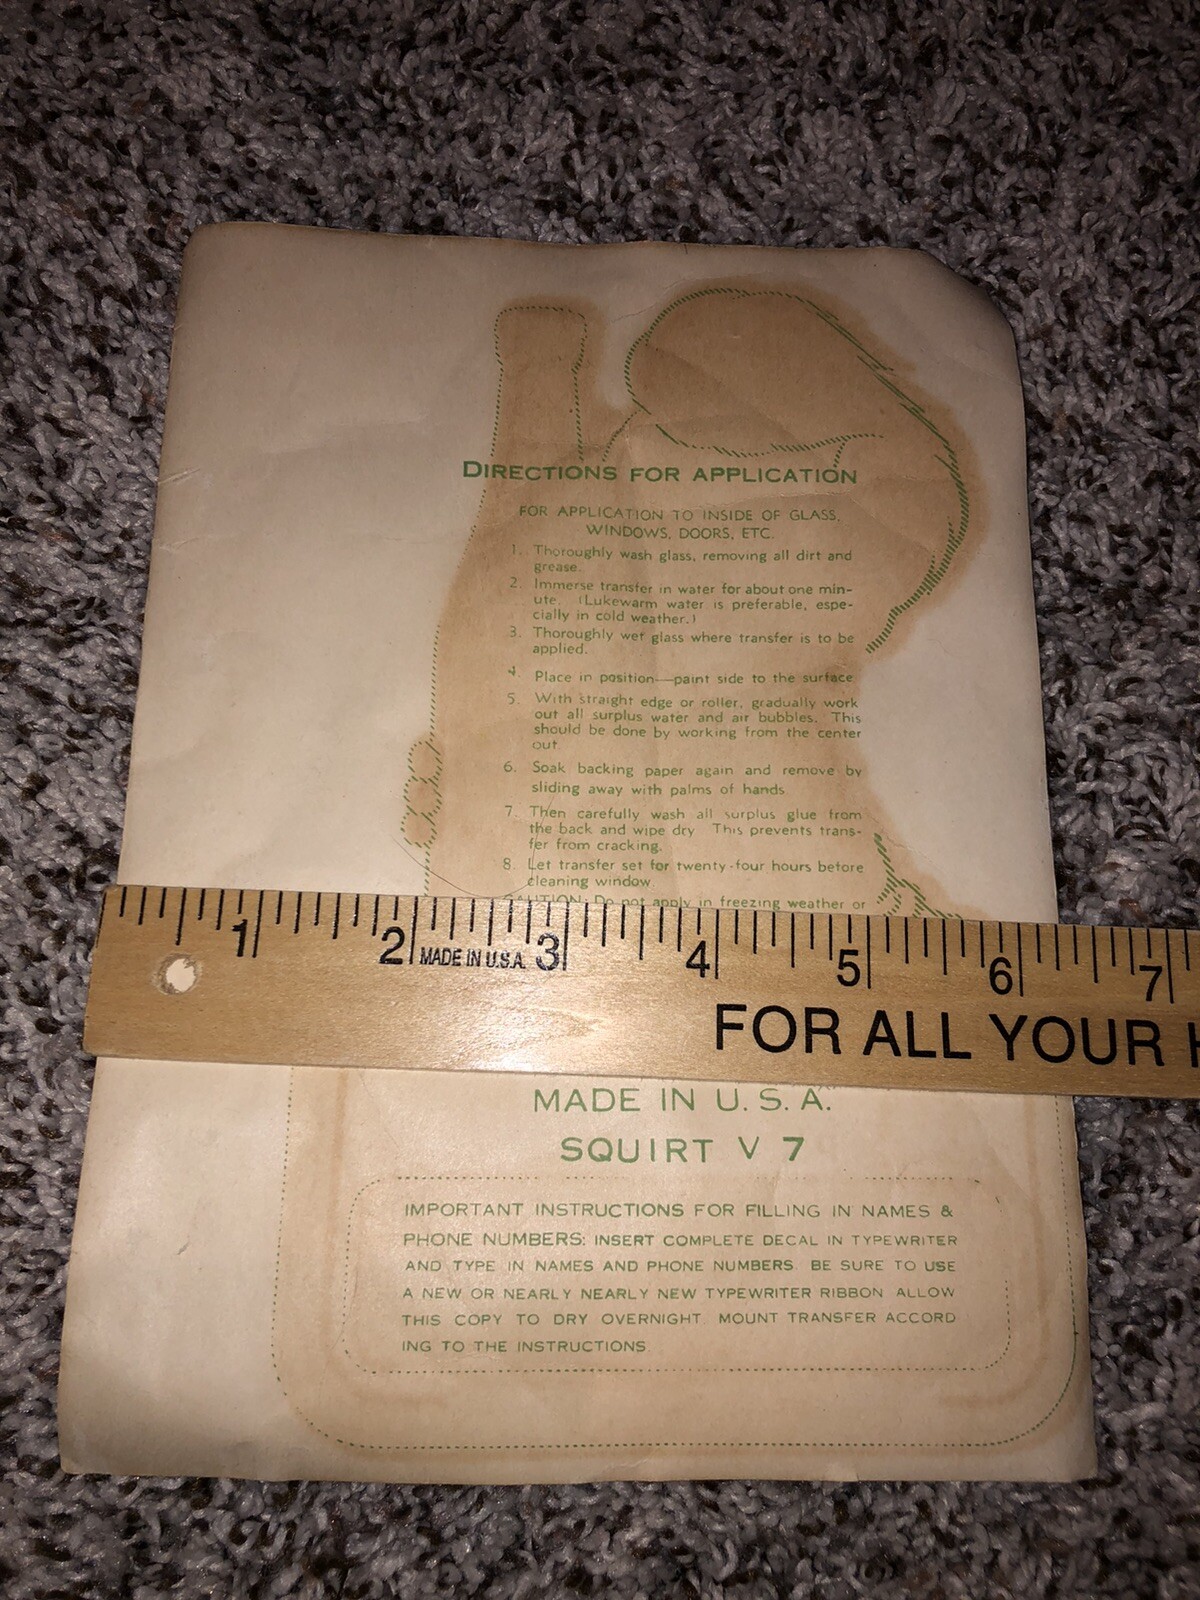 DIRECTIONS FOR APPLICATION
FOR APPLICATION TO INSIDE OF GLASS,
WINDOWS, DOORS, ETC.
1. Thoroughly wash glass, removing all dirt and
grease.
2. Immerse transfer in water for about one min-
ute. (Lukewarm water is preferable, espe-
cially in cold weather.)
3. Thoroughly wet glass where transfer is to be
applied.
4. Place in position—paint side to the surface
5. With straight edge or roller, gradually work
out all surplus water and air bubbles. This
should be done by working from the center
out
6. Soak backing paper again and remove by
sliding away with palms of hands
7. Then carefully wash all surplus glue from
the back and wipe dry This prevents trans-
fer from cracking.
8. Let transfer set for twenty-four hours before
cleaning window
CAUTION: Do not apply in freezing weather or
1 2 MADE IN U.S.A. 3 4 5 6 7
FOR ALL YOUR
MADE IN U.S.A.
SQUIRT V 7
IMPORTANT INSTRUCTIONS FOR FILLING IN NAMES &
PHONE NUMBERS: INSERT COMPLETE DECAL IN TYPEWRITER
AND TYPE IN NAMES AND PHONE NUMBERS. BE SURE TO USE
A NEW OR NEARLY NEARLY NEW TYPEWRITER RIBBON ALLOW
THIS COPY TO DRY OVERNIGHT. MOUNT TRANSFER ACCORD
ING TO THE INSTRUCTIONS